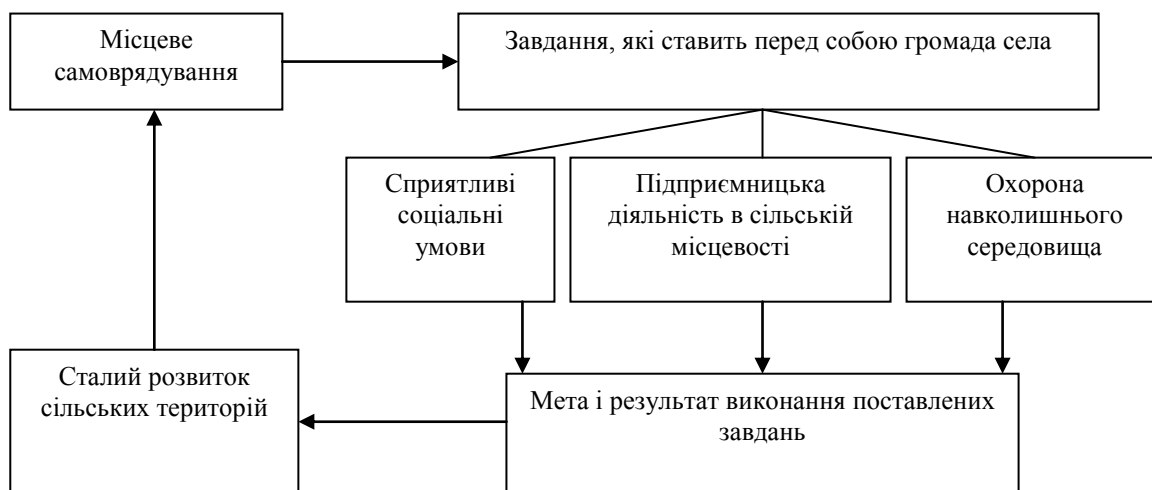 Місцеве
самоврядування
Завдання, які ставить перед собою громада села
Сприятливі
соціальні
умови
Підприємницька
діяльність в сільській
місцевості
Охорона
навколишнього
середовища
Сталий розвиток
сільських територій
Мета і результат виконання поставлених
завдань